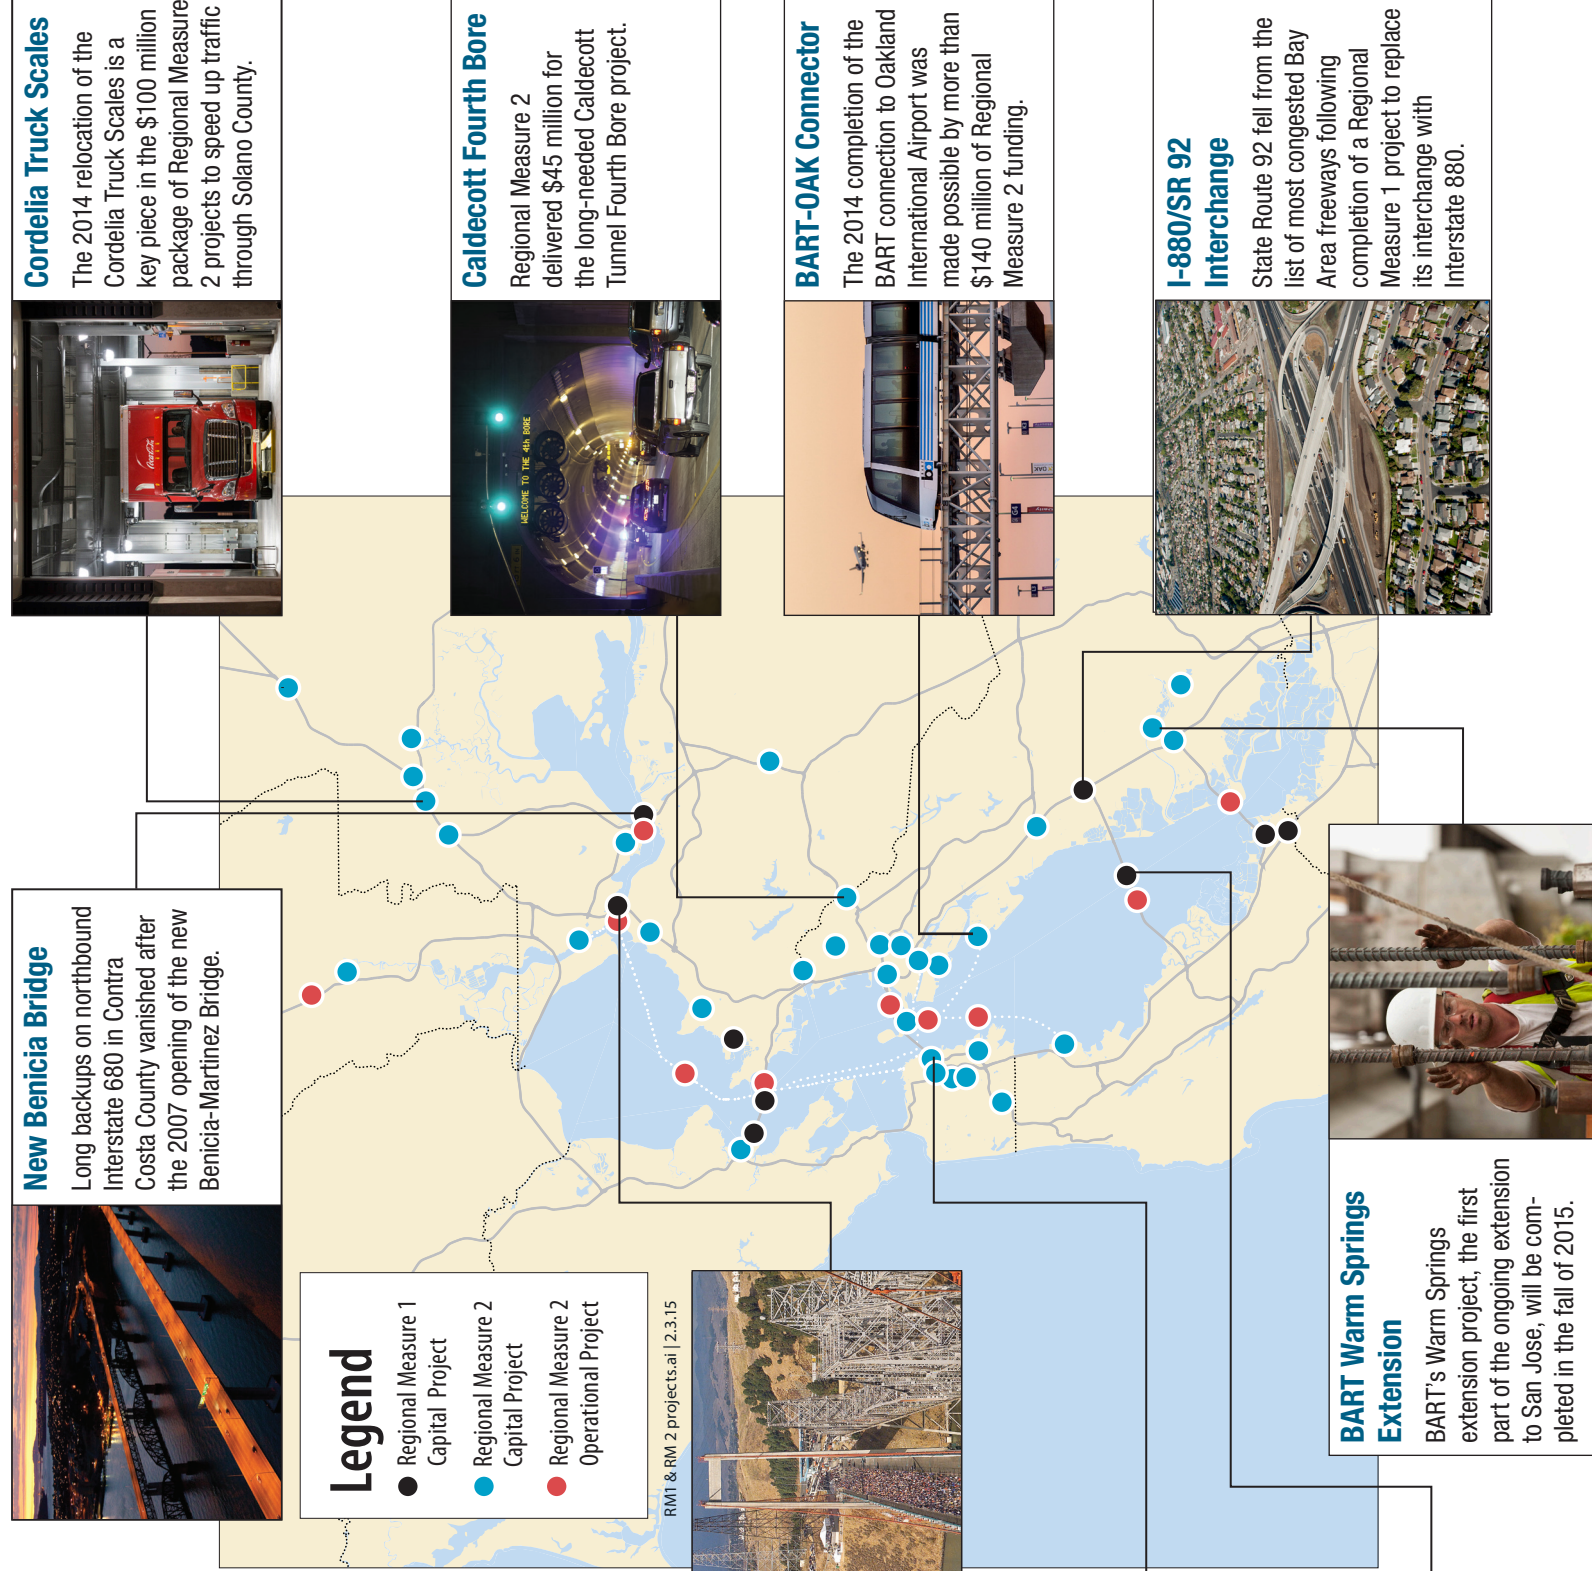 New Benicia Bridge
Long backups on northbound
Interstate 680 in Contra
Costa County vanished after
the 2007 opening of the new
Benicia-Martinez Bridge.
Cordelia Truck Scales
The 2014 relocation of the
Cordelia Truck Scales is a
key piece in the $100 million
package of Regional Measure
2 projects to speed up traffic
through Solano County.
Coca-Cola
Caldecott Fourth Bore
Regional Measure 2
delivered $45 million for
the long-needed Caldecott
Tunnel Fourth Bore project.
WELCOME TO THE 4th BORE
BART-OAK Connector
The 2014 completion of the
BART connection to Oakland
International Airport was
made possible by more than
$140 million of Regional
Measure 2 funding.
OAK
G4
I-880/SR 92
Interchange
State Route 92 fell from the
list of most congested Bay
Area freeways following
completion of a Regional
Measure 1 project to replace
its interchange with
Interstate 880.
Legend
Regional Measure 1
Capital Project
Regional Measure 2
Capital Project
Regional Measure 2
Operational Project
RM1 & RM 2 projects.ai | 2.3.15
BART Warm Springs
Extension
BART's Warm Springs
extension project, the first
part of the ongoing extension
to San Jose, will be com-
pleted in the fall of 2015.